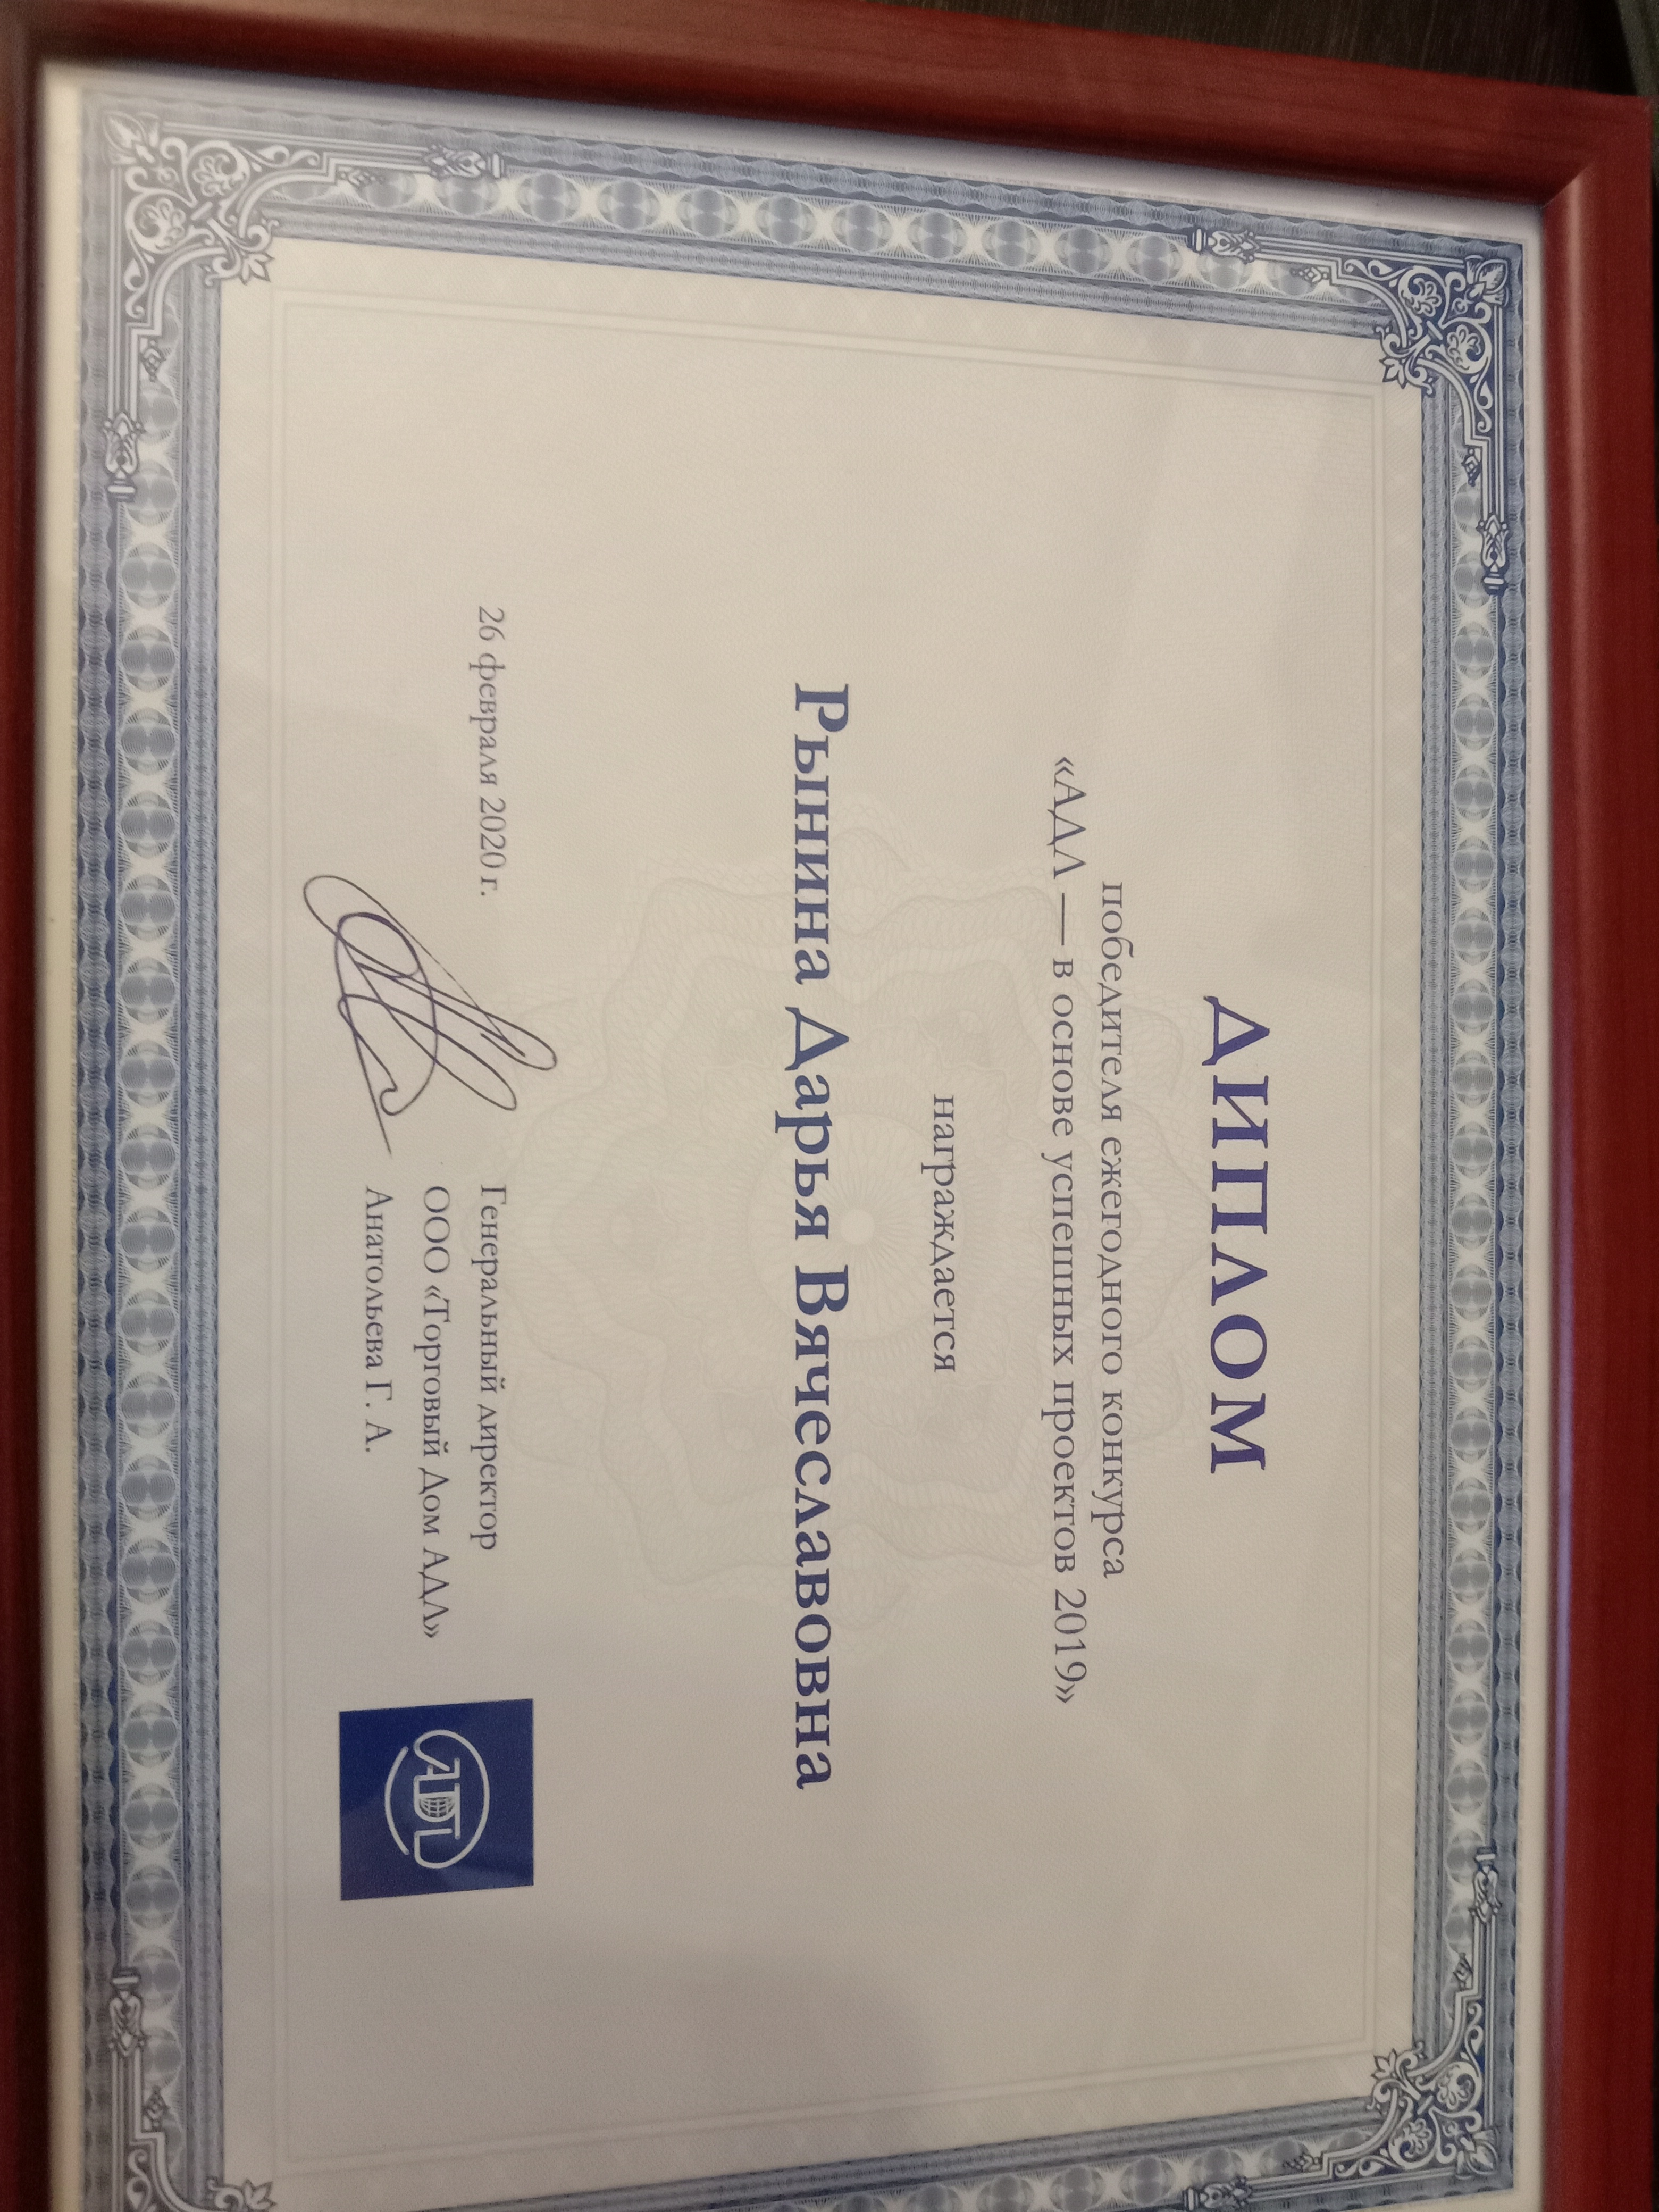 ДИПЛОМ
победителя ежегодного конкурса
«АДЛ — в основе успешных проектов 2019»
награждается
Рынина Дарья Вячеславовна
26 февраля 2020 г.
Генеральный директор
ООО «Торговый Дом АДЛ»
Анатольева Г. А.
ADL